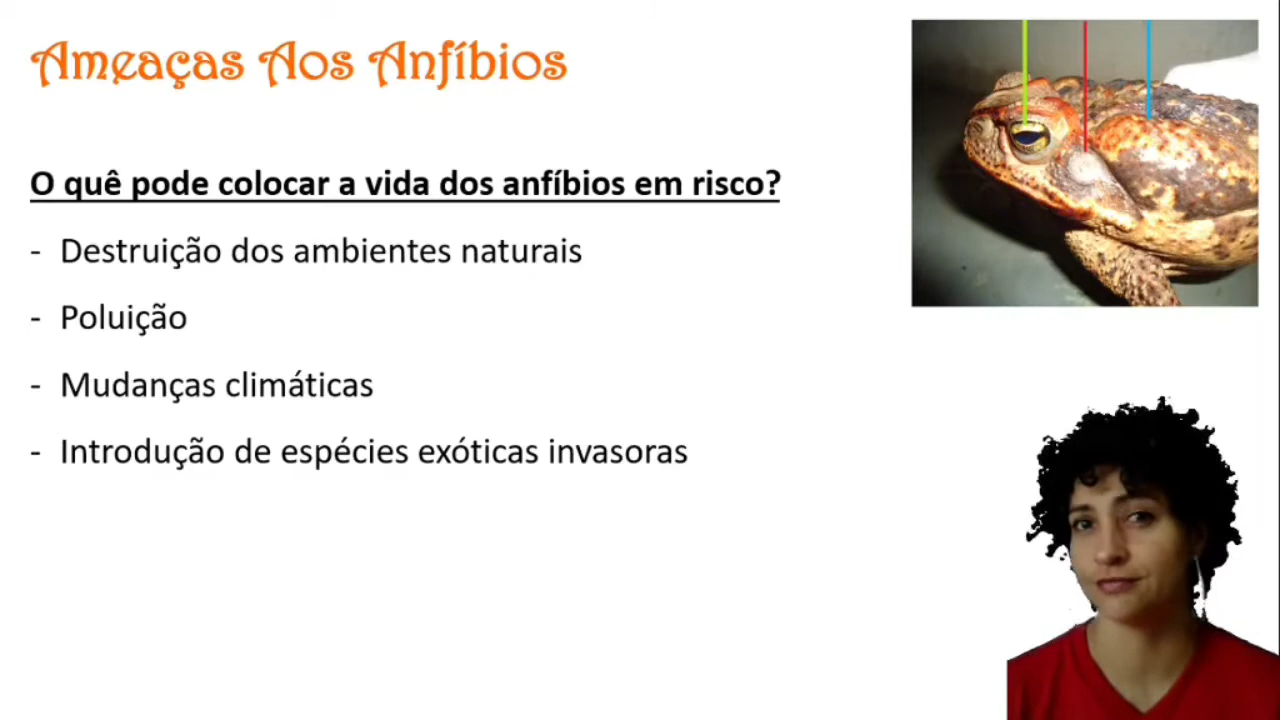 Ameaças Aos Anfíbios
O quê pode colocar a vida dos anfíbios em risco?
- Destruição dos ambientes naturais
- Poluição
- Mudanças climáticas
- Introdução de espécies exóticas invasoras